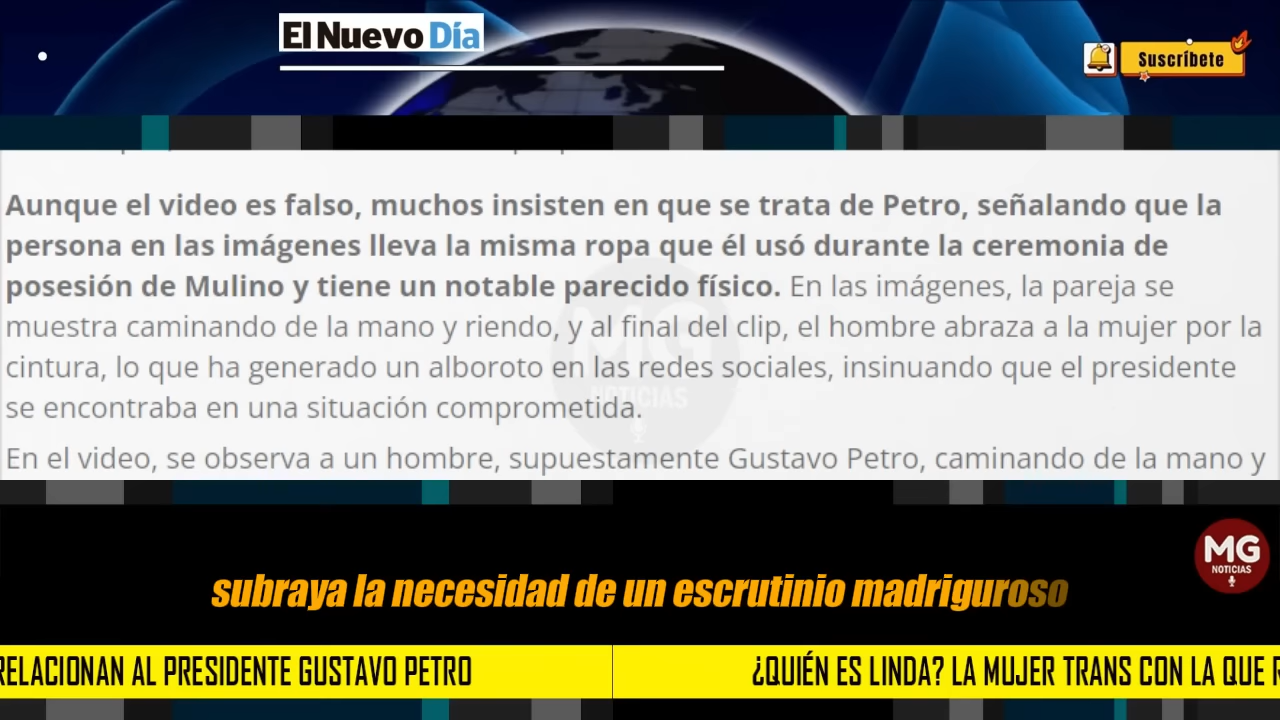 El Nuevo Día
Suscríbete
Aunque el video es falso, muchos insisten en que se trata de Petro, señalando que la
persona en las imágenes lleva la misma ropa que él usó durante la ceremonia de
posesión de Mulino y tiene un notable parecido físico. En las imágenes, la pareja se
muestra caminando de la mano y riendo, y al final del clip, el hombre abraza a la mujer por la
cintura, lo que ha generado un alboroto en las redes sociales, insinuando que el presidente
se encontraba en una situación comprometida.
En el video, se observa a un hombre, supuestamente Gustavo Petro, caminando de la mano y
MG
NOTICIAS
subraya la necesidad de un escrutinio madriguroso
MG
NOTICIAS
RELACIONAN AL PRESIDENTE GUSTAVO PETRO
¿QUIÉN ES LINDA? LA MUJER TRANS CON LA QUE